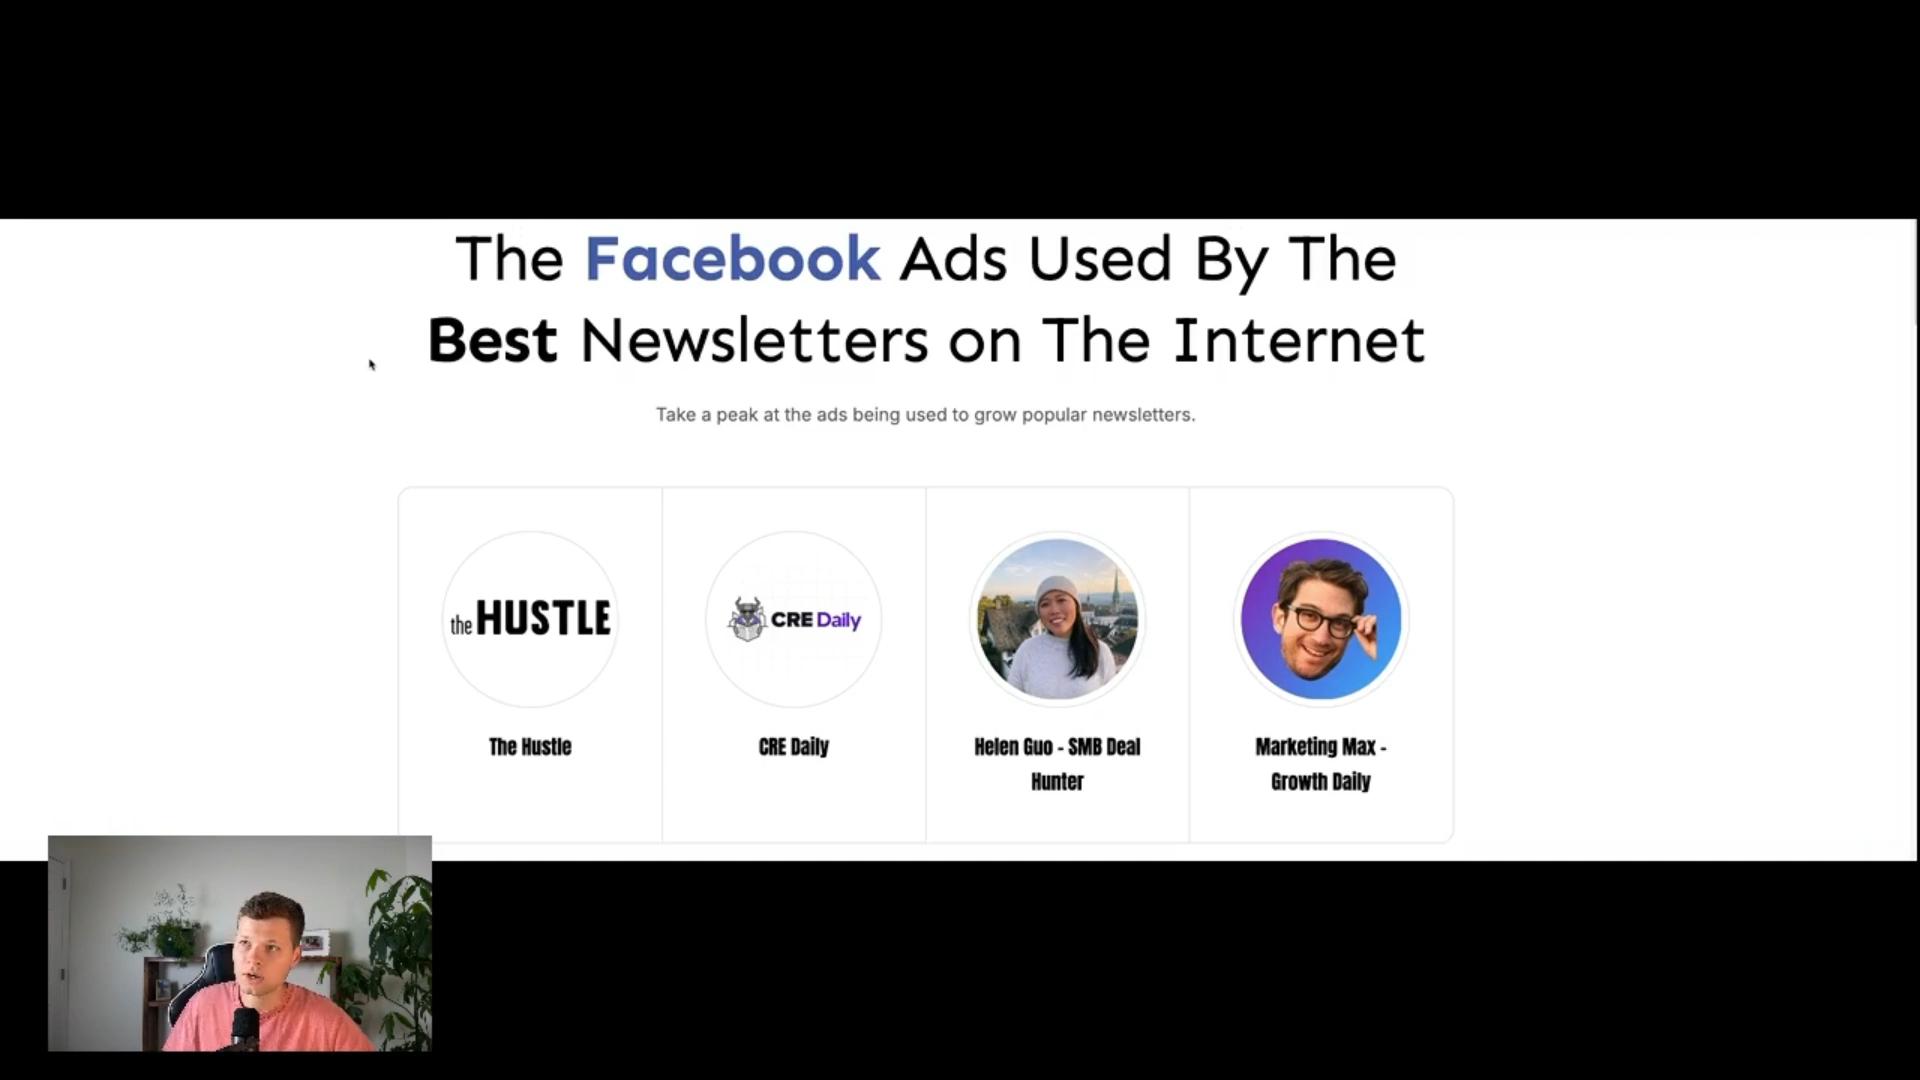 The Facebook Ads Used By The
Best Newsletters on The Internet
Take a peak at the ads being used to grow popular newsletters.
the HUSTLE
CRE Daily
The Hustle
CRE Daily
Helen Guo - SMB Deal
Hunter
Marketing Max -
Growth Daily